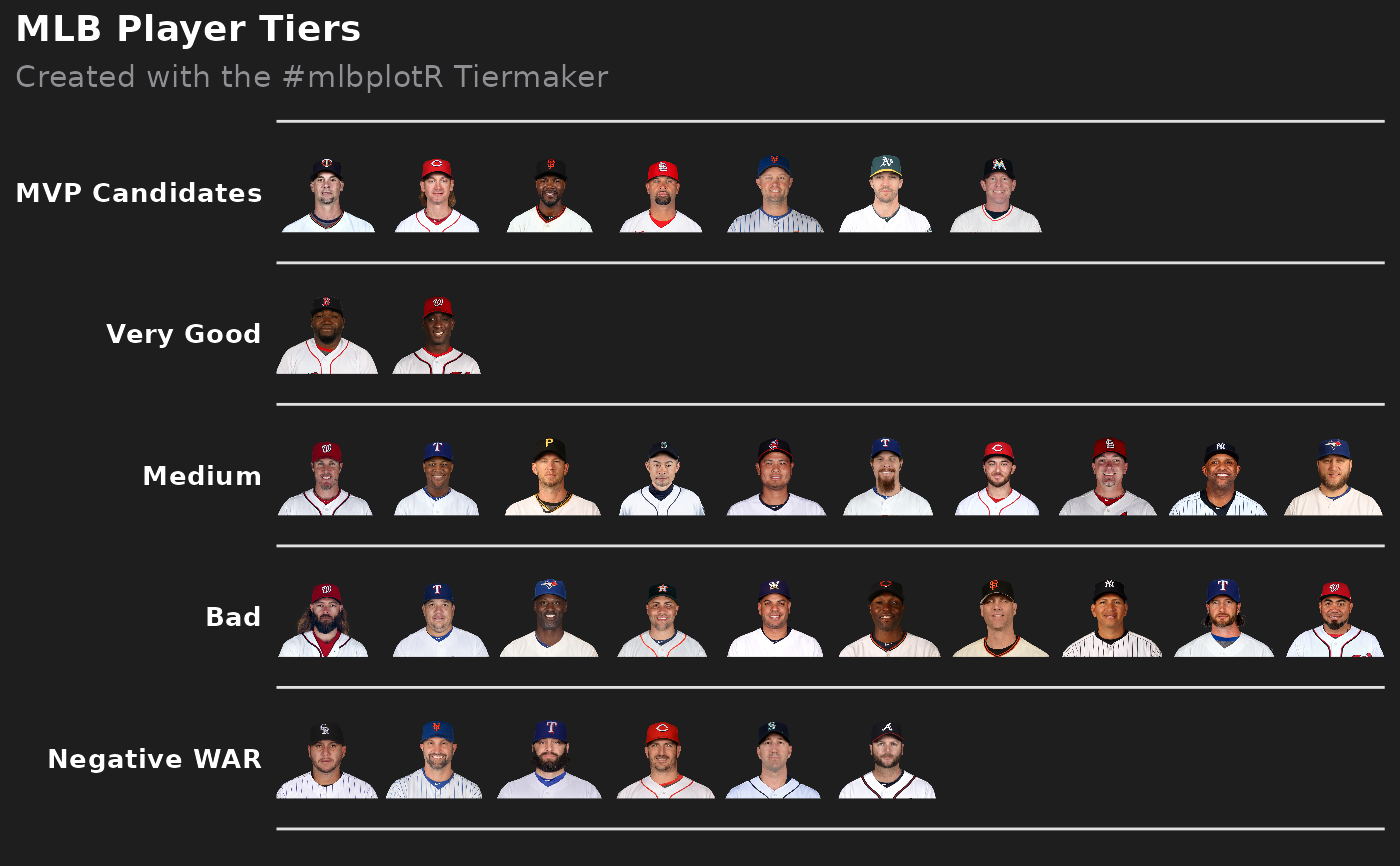 MLB Player Tiers
Created with the #mlbplotR Tiermaker
MVP Candidates
Very Good
Medium
Bad
Negative WAR